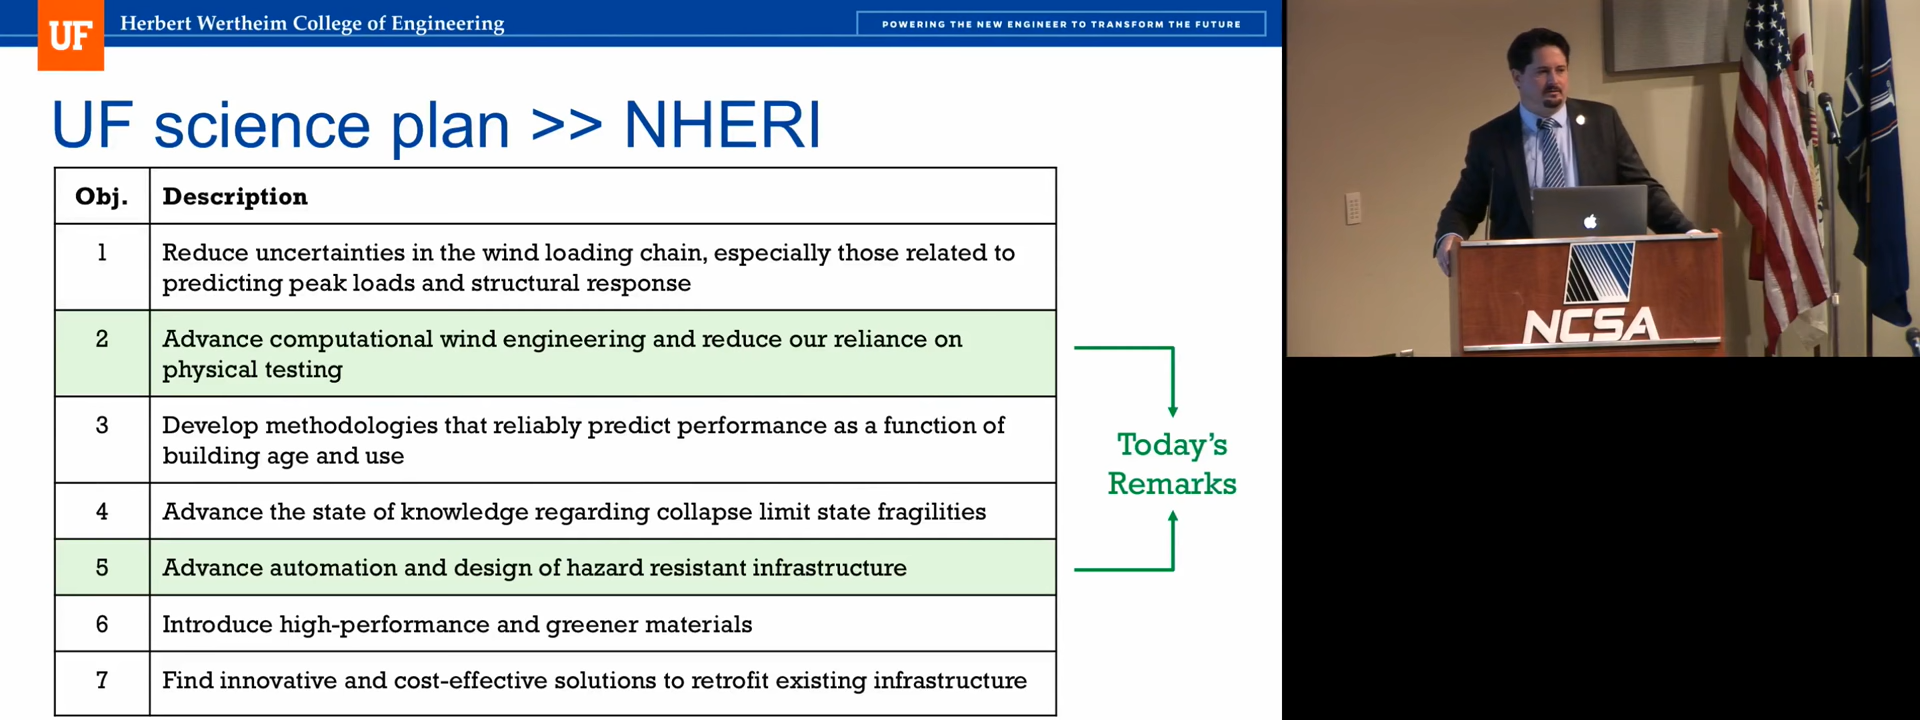 UF
Herbert Wertheim College of Engineering
POWERING THE NEW ENGINEER TO TRANSFORM THE FUTURE
UF science plan >> NHERI
Obj. Description
1 Reduce uncertainties in the wind loading chain, especially those related to
predicting peak loads and structural response
2 Advance computational wind engineering and reduce our reliance on
physical testing
3 Develop methodologies that reliably predict performance as a function of
building age and use
4 Advance the state of knowledge regarding collapse limit state fragilities
5 Advance automation and design of hazard resistant infrastructure
6 Introduce high-performance and greener materials
7 Find innovative and cost-effective solutions to retrofit existing infrastructure
Today's
Remarks
NCSA